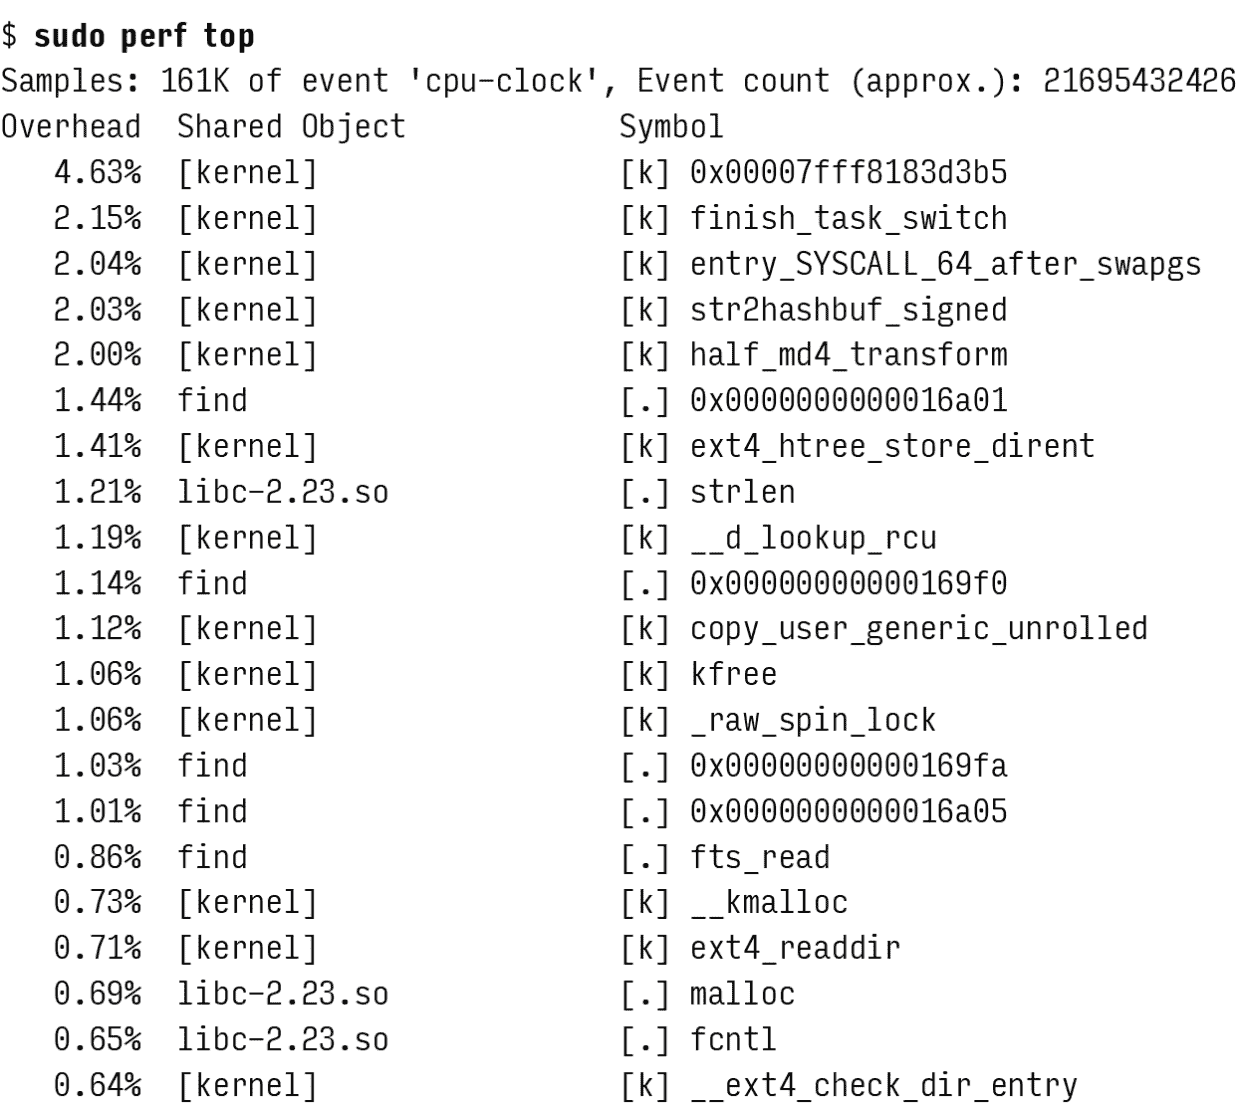 $ sudo perf top
Samples: 161K of event 'cpu-clock', Event count (approx.): 21695432426
Overhead  Shared Object            Symbol
   4.63%  [kernel]                 [k] 0x00007fff8183d3b5
   2.15%  [kernel]                 [k] finish_task_switch
   2.04%  [kernel]                 [k] entry_SYSCALL_64_after_swapgs
   2.03%  [kernel]                 [k] str2hashbuf_signed
   2.00%  [kernel]                 [k] half_md4_transform
   1.44%  find                     [.] 0x0000000000016a01
   1.41%  [kernel]                 [k] ext4_htree_store_dirent
   1.21%  libc-2.23.so             [.] strlen
   1.19%  [kernel]                 [k] __d_lookup_rcu
   1.14%  find                     [.] 0x00000000000169f0
   1.12%  [kernel]                 [k] copy_user_generic_unrolled
   1.06%  [kernel]                 [k] kfree
   1.06%  [kernel]                 [k] _raw_spin_lock
   1.03%  find                     [.] 0x00000000000169fa
   1.01%  find                     [.] 0x0000000000016a05
   0.86%  find                     [.] fts_read
   0.73%  [kernel]                 [k] __kmalloc
   0.71%  [kernel]                 [k] ext4_readdir
   0.69%  libc-2.23.so             [.] malloc
   0.65%  libc-2.23.so             [.] fcntl
   0.64%  [kernel]                 [k] __ext4_check_dir_entry